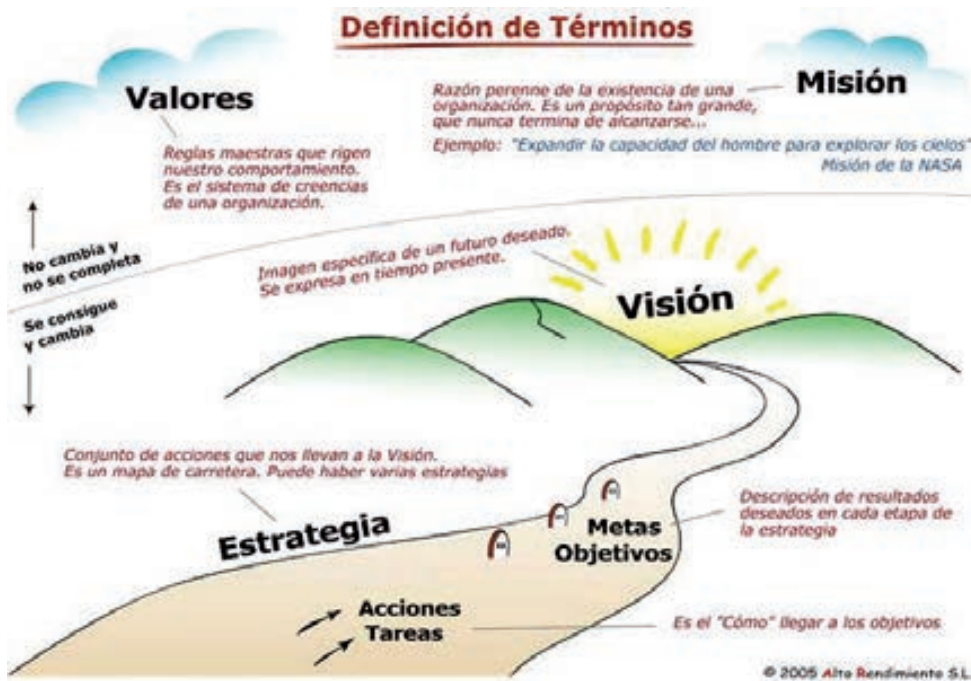 Definición de Términos
Valores
Reglas maestras que rigen
nuestro comportamiento.
Es el sistema de creencias
de una organización.
Misión
Razón perenne de la existencia de una
organización. Es un propósito tan grande,
que nunca termina de alcanzarse...
Ejemplo: "Expandir la capacidad del hombre para explorar los cielos"
Misión de la NASA
No cambia y
no se completa
Se consigue
y cambia
Imagen específica de un futuro deseado.
Se expresa en tiempo presente.
Visión
Conjunto de acciones que nos llevan a la Visión.
Es un mapa de carretera. Puede haber varias estrategias
Estrategia
Metas
Objetivos
Descripción de resultados
deseados en cada etapa de
la estrategia
Acciones
Tareas
Es el "Cómo" llegar a los objetivos
© 2005 Alto Rendimiento S.L.